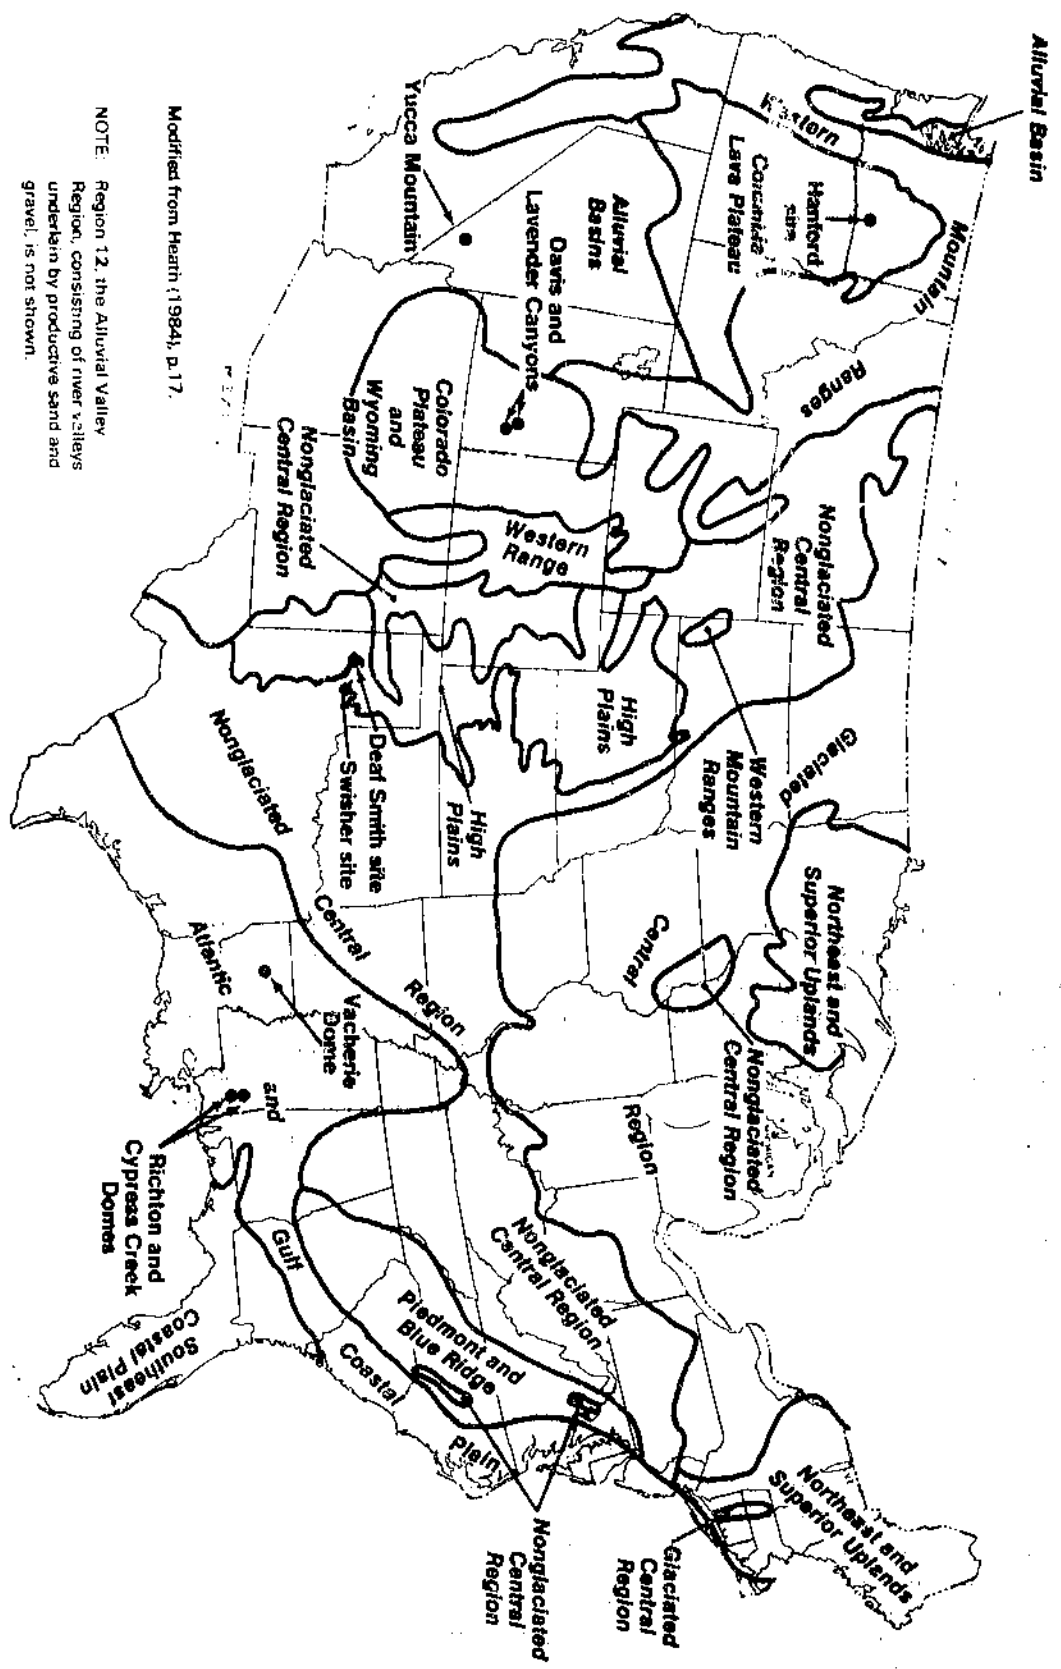 Alluvial Basin
Western
Mountain
Ranges
Hanford
site
Columbia
Lava Plateau
Alluvial
Basins
Yucca Mountain
Davis and
Lavender Canyons
Colorado
Plateau
and
Wyoming
Basin
Nonglaciated
Central Region
Western
Range
Nonglaciated
Central
Region
High
Plains
Western
Mountain
Ranges
High
Plains
Deaf Smith site
Swisher site
Glaciated
Central
Region
Northeast and
Superior Uplands
Nonglaciated
Central Region
Nonglaciated
Central
Region
Vacherie
Dome
Atlantic
and
Gulf
Coastal
Plain
Richton and
Cypress Creek
Domes
Southeast
Coastal Plain
Piedmont and
Blue Ridge
Nonglaciated
Central Region
Nonglaciated
Central
Region
Glaciated
Central
Region
Northeast and
Superior Uplands
Modified from Heath (1984), p.17.
NOTE: Region 12, the Alluvial Valley
Region, consisting of river valleys
underlain by productive sand and
gravel, is not shown.